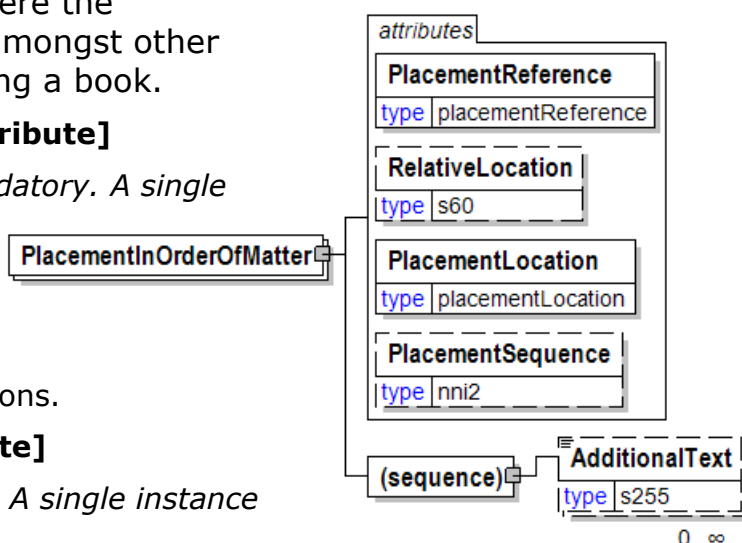 ere the
mongst other
ng a book.
ribute]
datory. A single
ons.
te]
A single instance
PlacementInOrderOfMatter
attributes
PlacementReference
type placementReference
RelativeLocation
type s60
PlacementLocation
type placementLocation
PlacementSequence
type nni2
(sequence)
AdditionalText
type s255
0 ∞